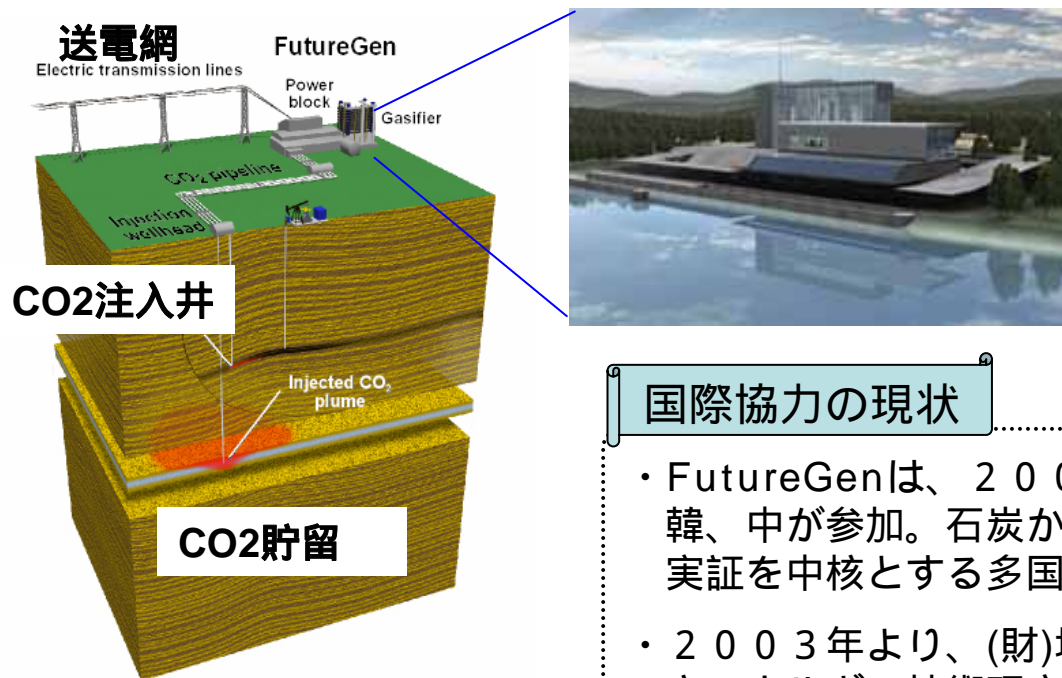 送電網
Electric transmission lines
FutureGen
Power
block
Gasifier
CO₂ pipeline
Injection
wellhead
CO2注入井
Injected CO₂
plume
CO2貯留
国際協力の現状
・FutureGenは、２００
韓、中が参加。石炭か
実証を中核とする多国
・２００３年より、(財)